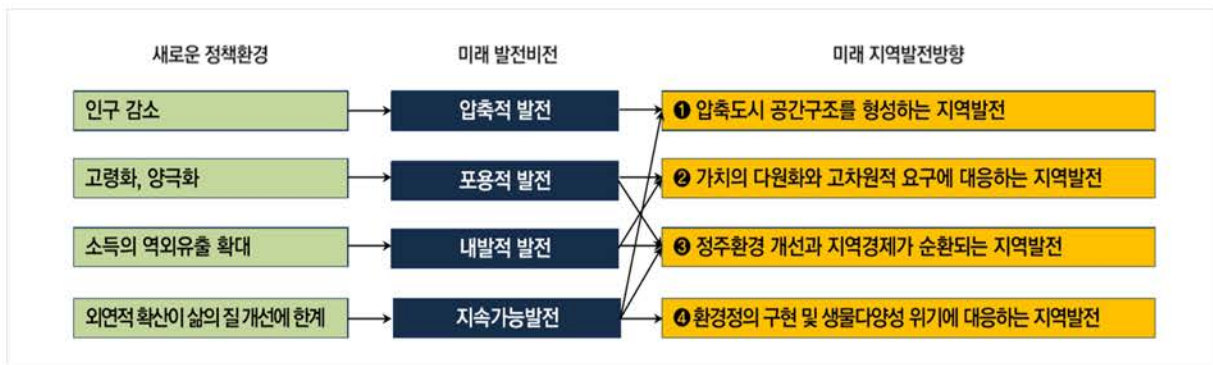 새로운 정책환경 미래 발전비전 미래 지역발전방향
인구 감소 압축적 발전 ❶ 압축도시 공간구조를 형성하는 지역발전
고령화, 양극화 포용적 발전 ❷ 가치의 다원화와 고차원적 요구에 대응하는 지역발전
소득의 역외유출 확대 내발적 발전 ❸ 정주환경 개선과 지역경제가 순환되는 지역발전
외연적 확산이 삶의 질 개선에 한계 지속가능발전 ❹ 환경정의 구현 및 생물다양성 위기에 대응하는 지역발전